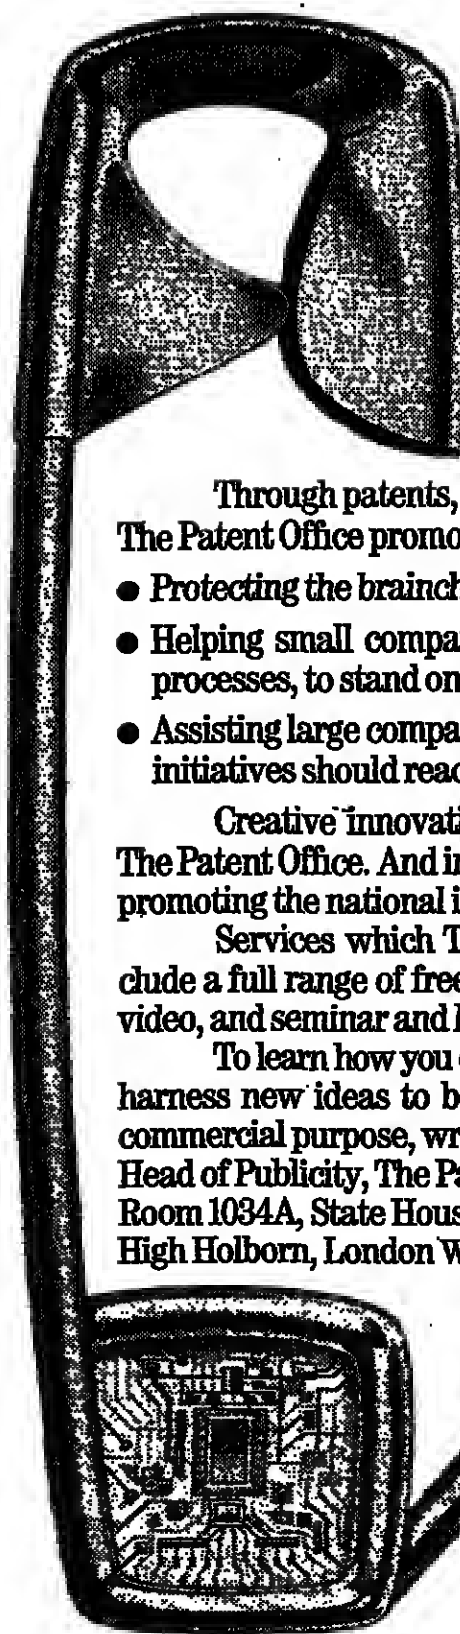 Through patents,
The Patent Office promo
● Protecting the brainch
● Helping small compa
processes, to stand on
● Assisting large compa
initiatives should reac
Creative innovati
The Patent Office. And i
promoting the national i
Services which T
clude a full range of free
video, and seminar and
To learn how you
harness new ideas to b
commercial purpose, wr
Head of Publicity, The Pa
Room 1034A, State Hous
High Holborn, London W